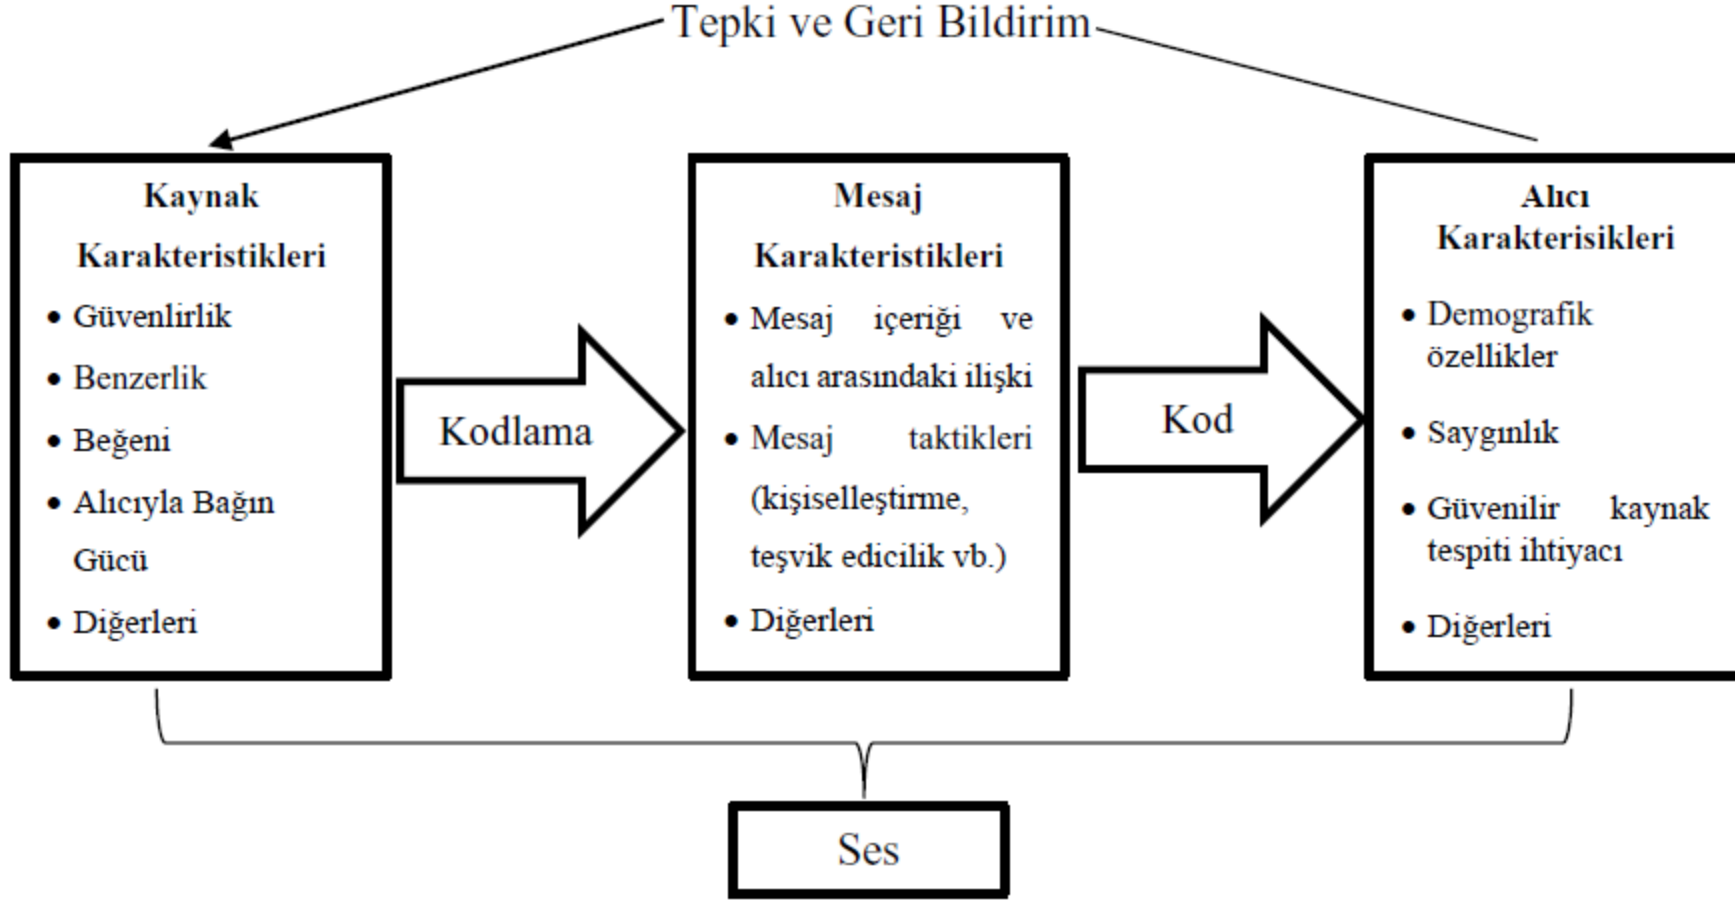 Tepki ve Geri Bildirim
Kaynak
Karakteristikleri
• Güvenlirlik
• Benzerlik
• Beğeni
• Alıcıyla Bağın
Gücü
• Diğerleri
Kodlama
Mesaj
Karakteristikleri
• Mesaj içeriği ve
alıcı arasındaki ilişki
• Mesaj taktikleri
(kişiselleştirme,
teşvik edicilik vb.)
• Diğerleri
Kod
Alıcı
Karakterisikleri
• Demografik
özellikler
• Saygınlık
• Güvenilir kaynak
tespiti ihtiyacı
• Diğerleri
Ses